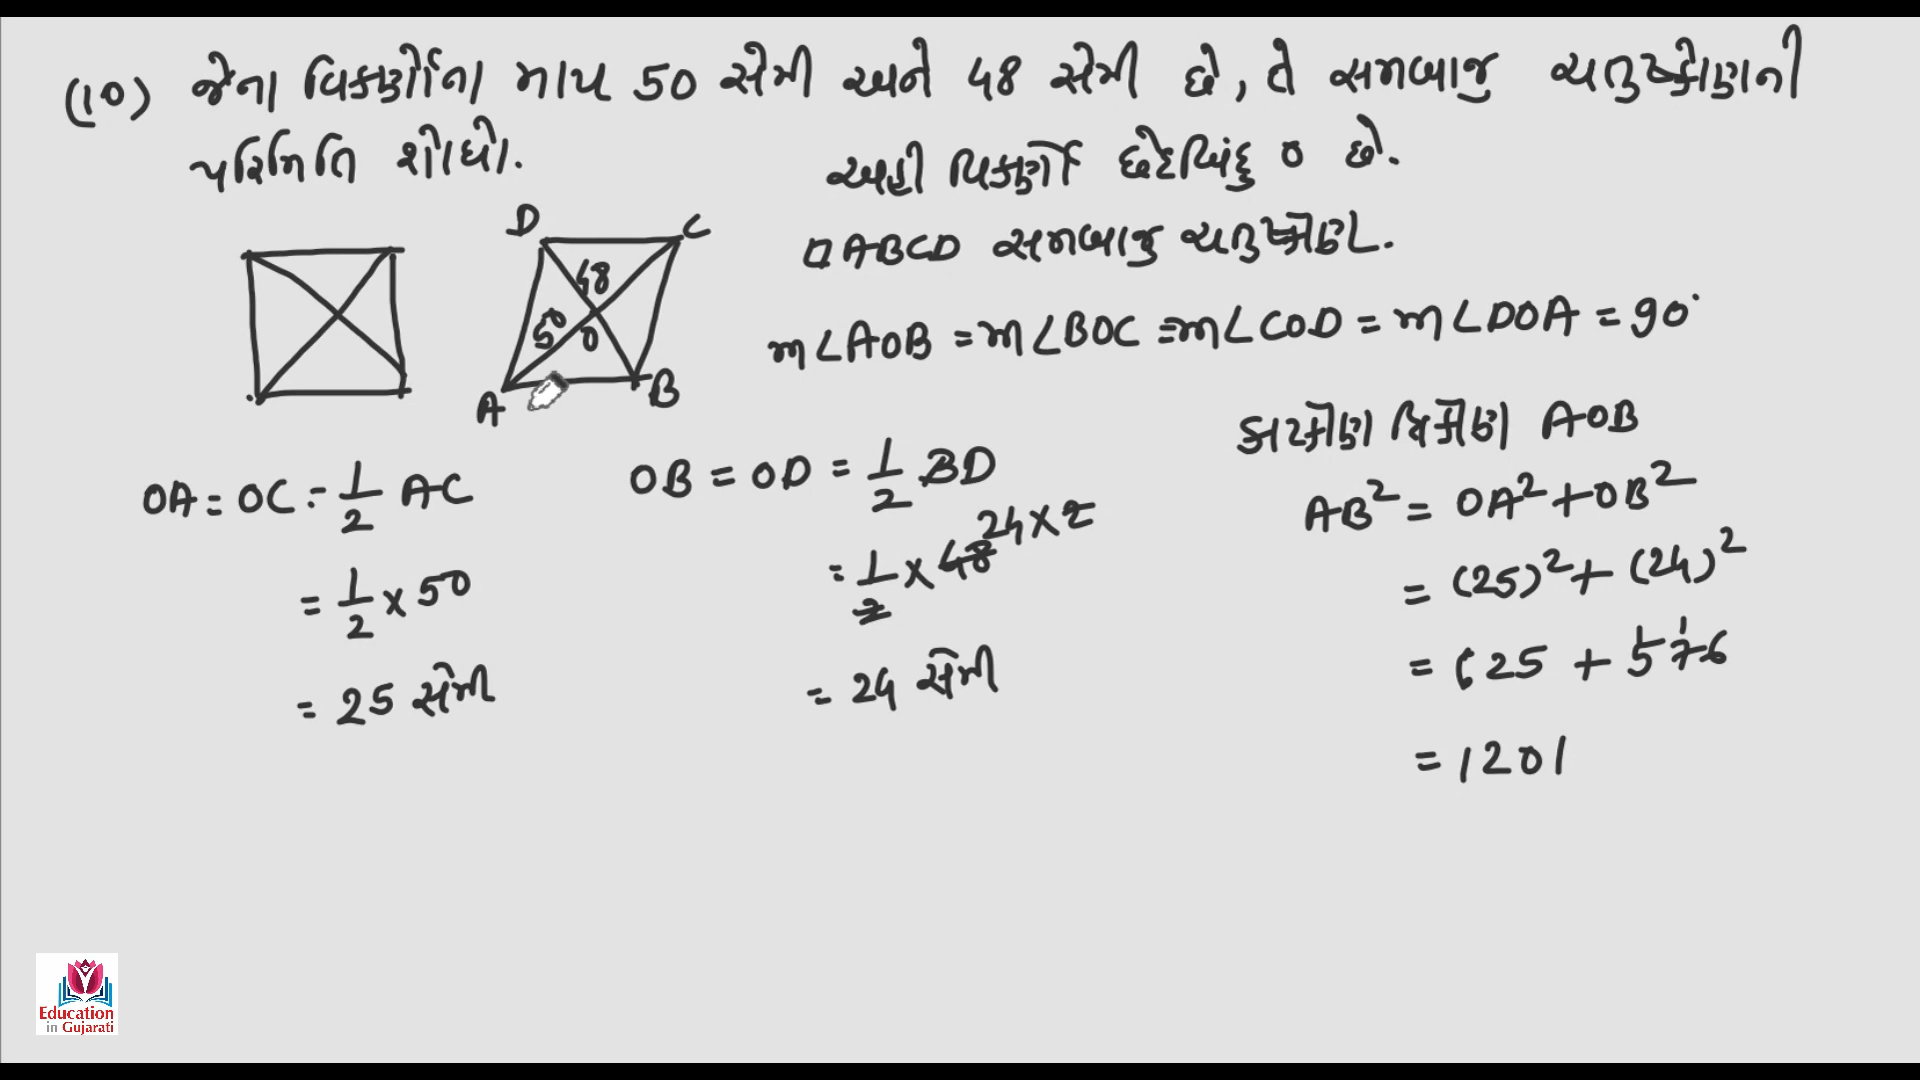 (10) જેના વિકર્ણોના માપ 50 સેમી અને 48 સેમી છે, તે સમબાજુ ચતુષ્કોણની
પરિમિતિ શોધો.
અહી વિકર્ણો છેદબિંદુ O છે.
□ABCD સમબાજુ ચતુષ્કોણ.
m∠AOB = m∠BOC = m∠COD = m∠DOA = 90°
D C
48
50
O
A B
OA = OC = 1/2 AC
= 1/2 × 50
= 25 સેમી
OB = OD = 1/2 BD
= 1/2 × 48 24 × 2
= 24 સેમી
કાટકોણ ત્રિકોણ AOB
AB² = OA² + OB²
= (25)² + (24)²
= 625 + 576
= 1201
Education
in Gujarati